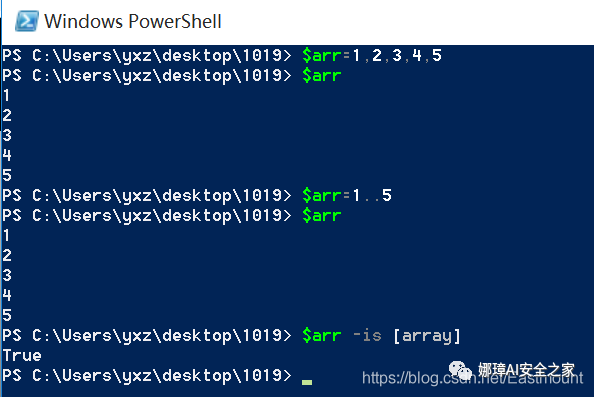 Windows PowerShell
PS C:\Users\yxz\desktop\1019> $arr=1,2,3,4,5
PS C:\Users\yxz\desktop\1019> $arr
1
2
3
4
5
PS C:\Users\yxz\desktop\1019> $arr=1..5
PS C:\Users\yxz\desktop\1019> $arr
1
2
3
4
5
PS C:\Users\yxz\desktop\1019> $arr -is [array]
True
PS C:\Users\yxz\desktop\1019>
娜璋AI安全之家
https://blog.csdn.net/Eastmount